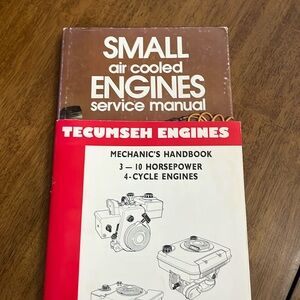 SMALL
air cooled
ENGINES
service manual
TECUMSEH ENGINES
MECHANIC'S HANDBOOK
3 — 10 HORSEPOWER
4-CYCLE ENGINES